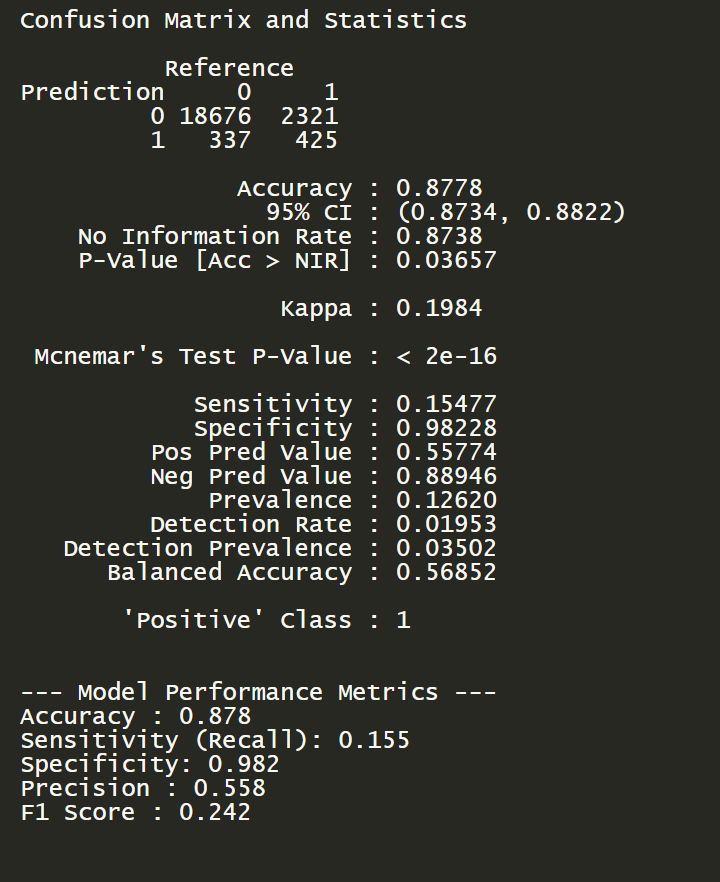 Confusion Matrix and Statistics
          Reference
Prediction     0     1
         0 18676  2321
         1   337   425
               Accuracy : 0.8778
                 95% CI : (0.8734, 0.8822)
    No Information Rate : 0.8738
    P-Value [Acc > NIR] : 0.03657
                  Kappa : 0.1984
 Mcnemar's Test P-Value : < 2e-16
            Sensitivity : 0.15477
            Specificity : 0.98228
         Pos Pred Value : 0.55774
         Neg Pred Value : 0.88946
             Prevalence : 0.12620
         Detection Rate : 0.01953
   Detection Prevalence : 0.03502
      Balanced Accuracy : 0.56852
       'Positive' Class : 1
--- Model Performance Metrics ---
Accuracy : 0.878
Sensitivity (Recall): 0.155
Specificity: 0.982
Precision : 0.558
F1 Score : 0.242